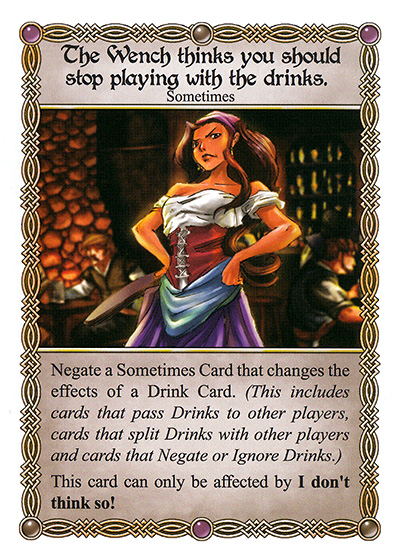 The Wench thinks you should
stop playing with the drinks.
Sometimes
Negate a Sometimes Card that changes the
effects of a Drink Card. (This includes
cards that pass Drinks to other players,
cards that split Drinks with other players
and cards that Negate or Ignore Drinks.)
This card can only be affected by I don't
think so!